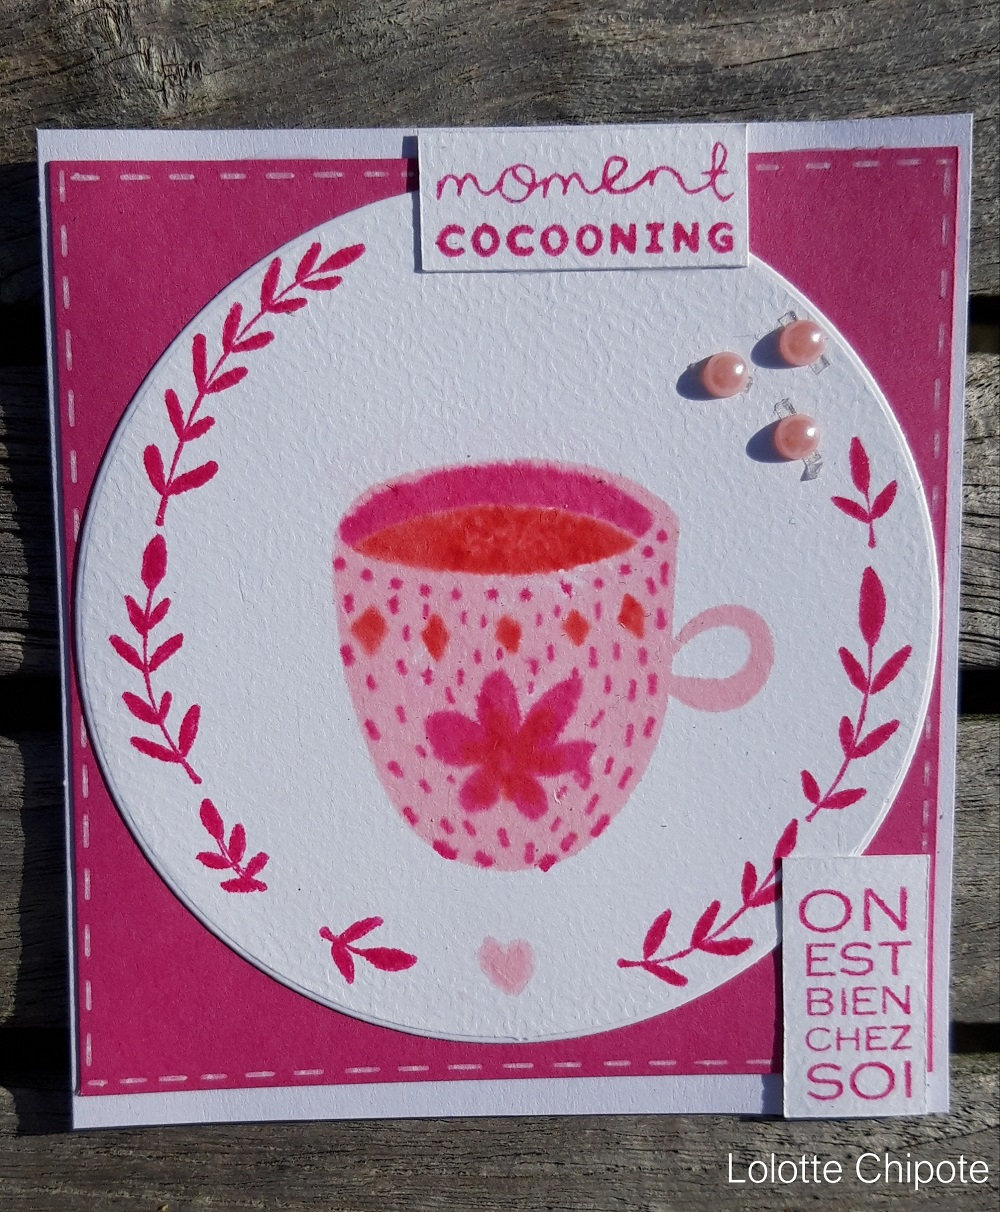 moment
COCOONING
ON
EST
BIEN
CHEZ
SOI
Lolotte Chipote